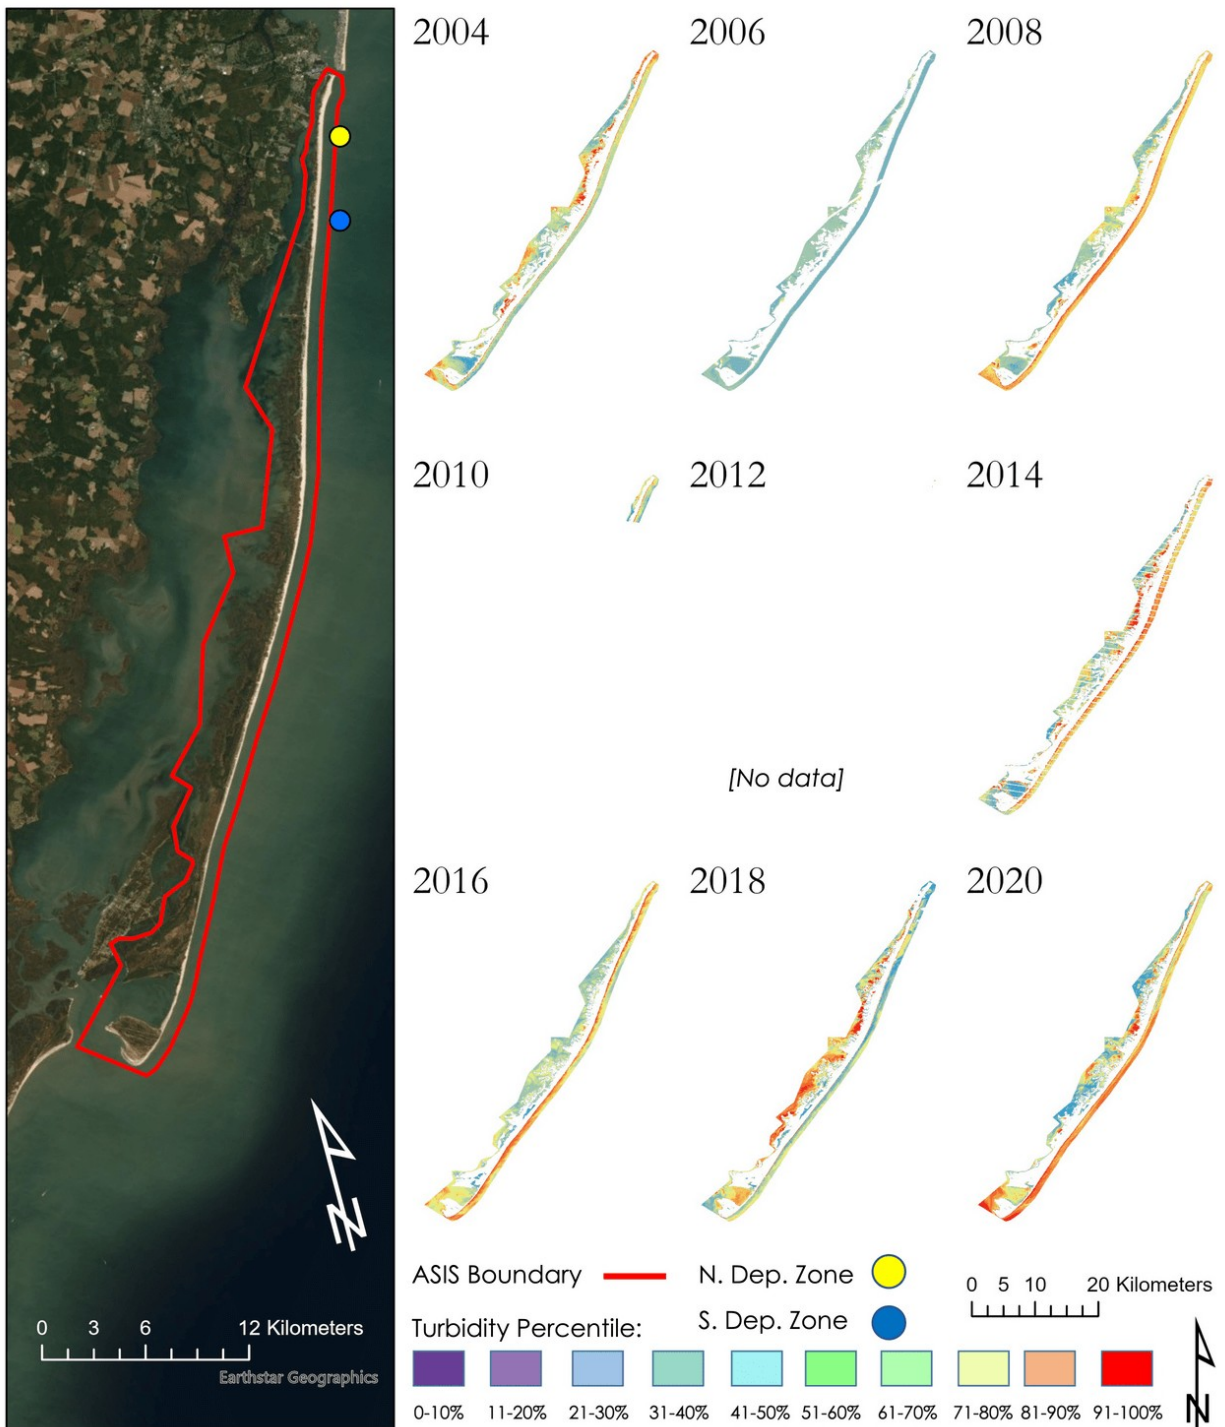 2004 2006 2008
2010 2012 2014
[No data]
2016 2018 2020
ASIS Boundary N. Dep. Zone
S. Dep. Zone
0 5 10 20 Kilometers
Turbidity Percentile:
0-10% 11-20% 21-30% 31-40% 41-50% 51-60% 61-70% 71-80% 81-90% 91-100%
N
0 3 6 12 Kilometers
Earthstar Geographics
N